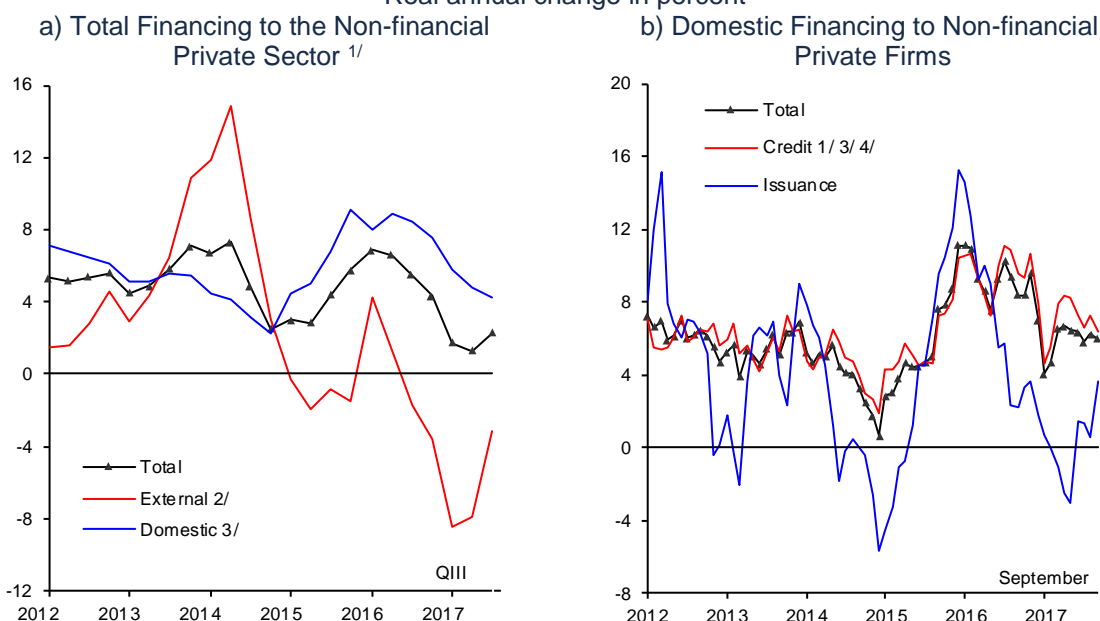 Real annual change in percent
a) Total Financing to the Non-financial
Private Sector 1/
16
12
8
4
0
-4
-8
-12
Total
External 2/
Domestic 3/
QIII
2012 2013 2014 2015 2016 2017
b) Domestic Financing to Non-financial
Private Firms
20
16
12
8
4
0
-4
-8
Total
Credit 1/ 3/ 4/
Issuance
September
2012 2013 2014 2015 2016 2017